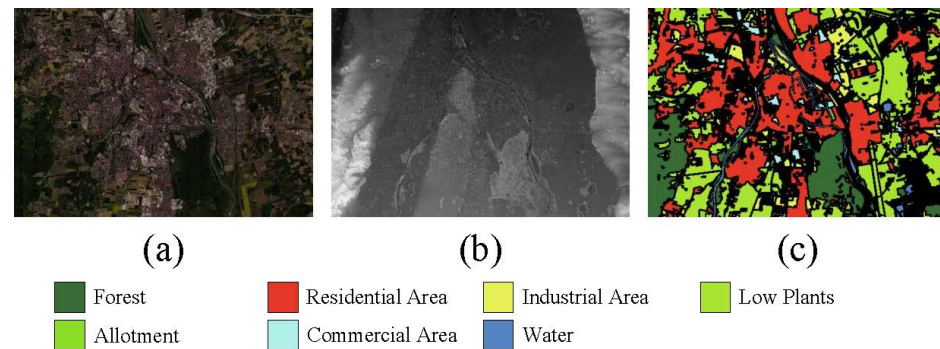 (a) (b) (c)
Forest Residential Area Industrial Area Low Plants
Allotment Commercial Area Water